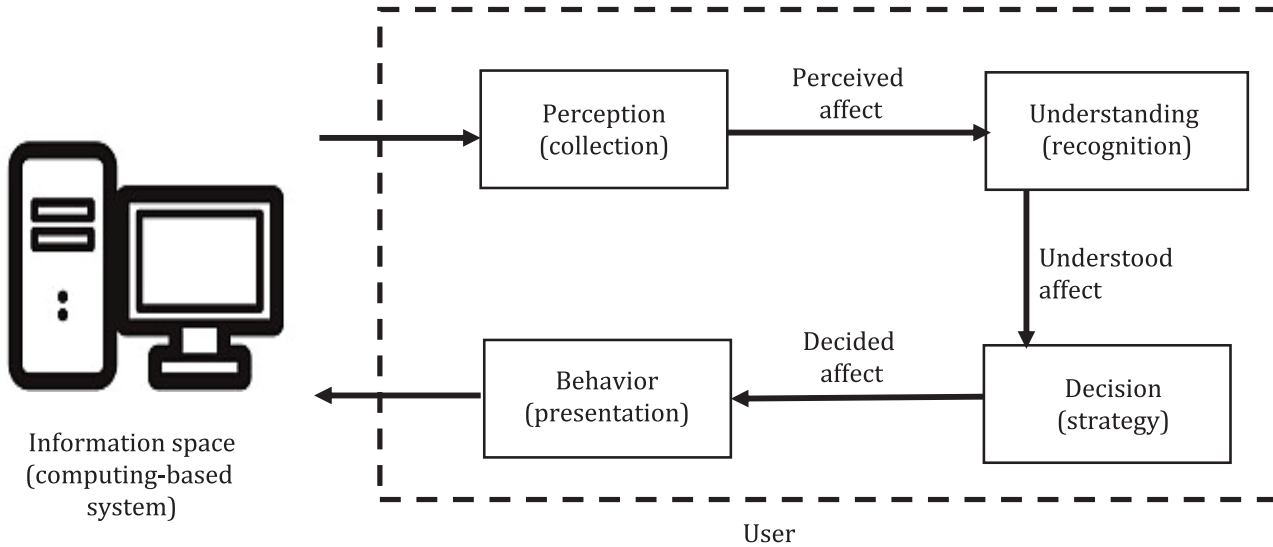 Perception
(collection)
Perceived
affect
Understanding
(recognition)
Understood
affect
Decision
(strategy)
Decided
affect
Behavior
(presentation)
Information space
(computing-based
system)
User